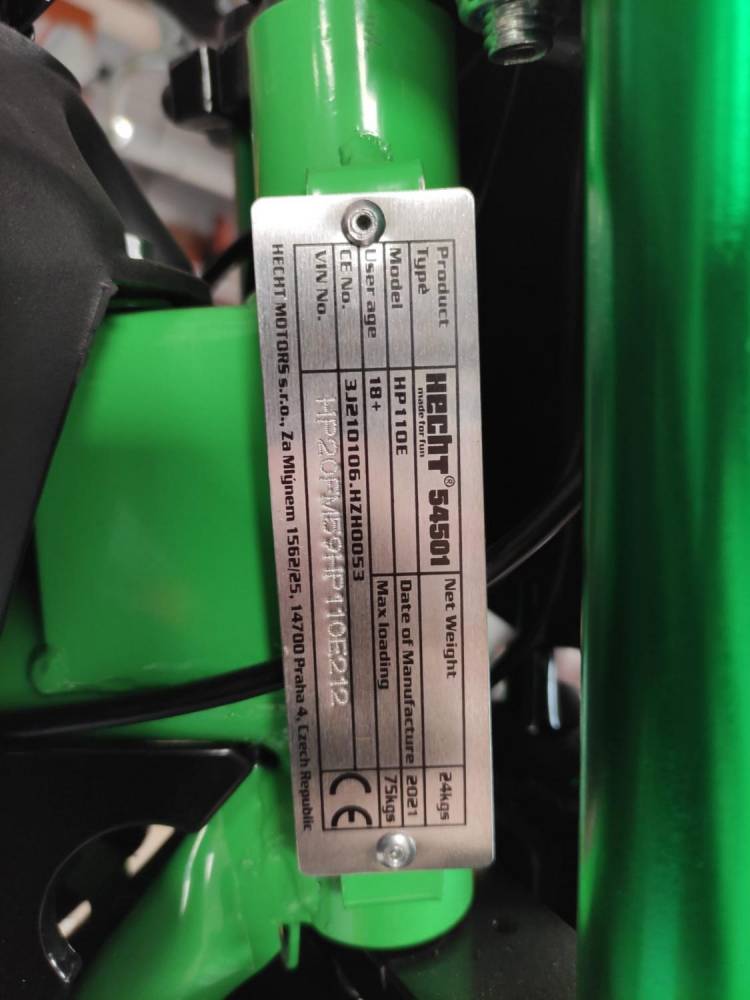 Product Type Hecht® 54501 made for fun Net Weight 24kgs
Model HP110E Date of Manufacture 2021
User age 18+ Max loading 75kgs
CE No. 3J210106.HZH0053 CE
VIN No. HP20FM59HP110E212
HECHT MOTORS s.r.o., Za Mlýnem 1562/25, 14700 Praha 4, Czech Republic